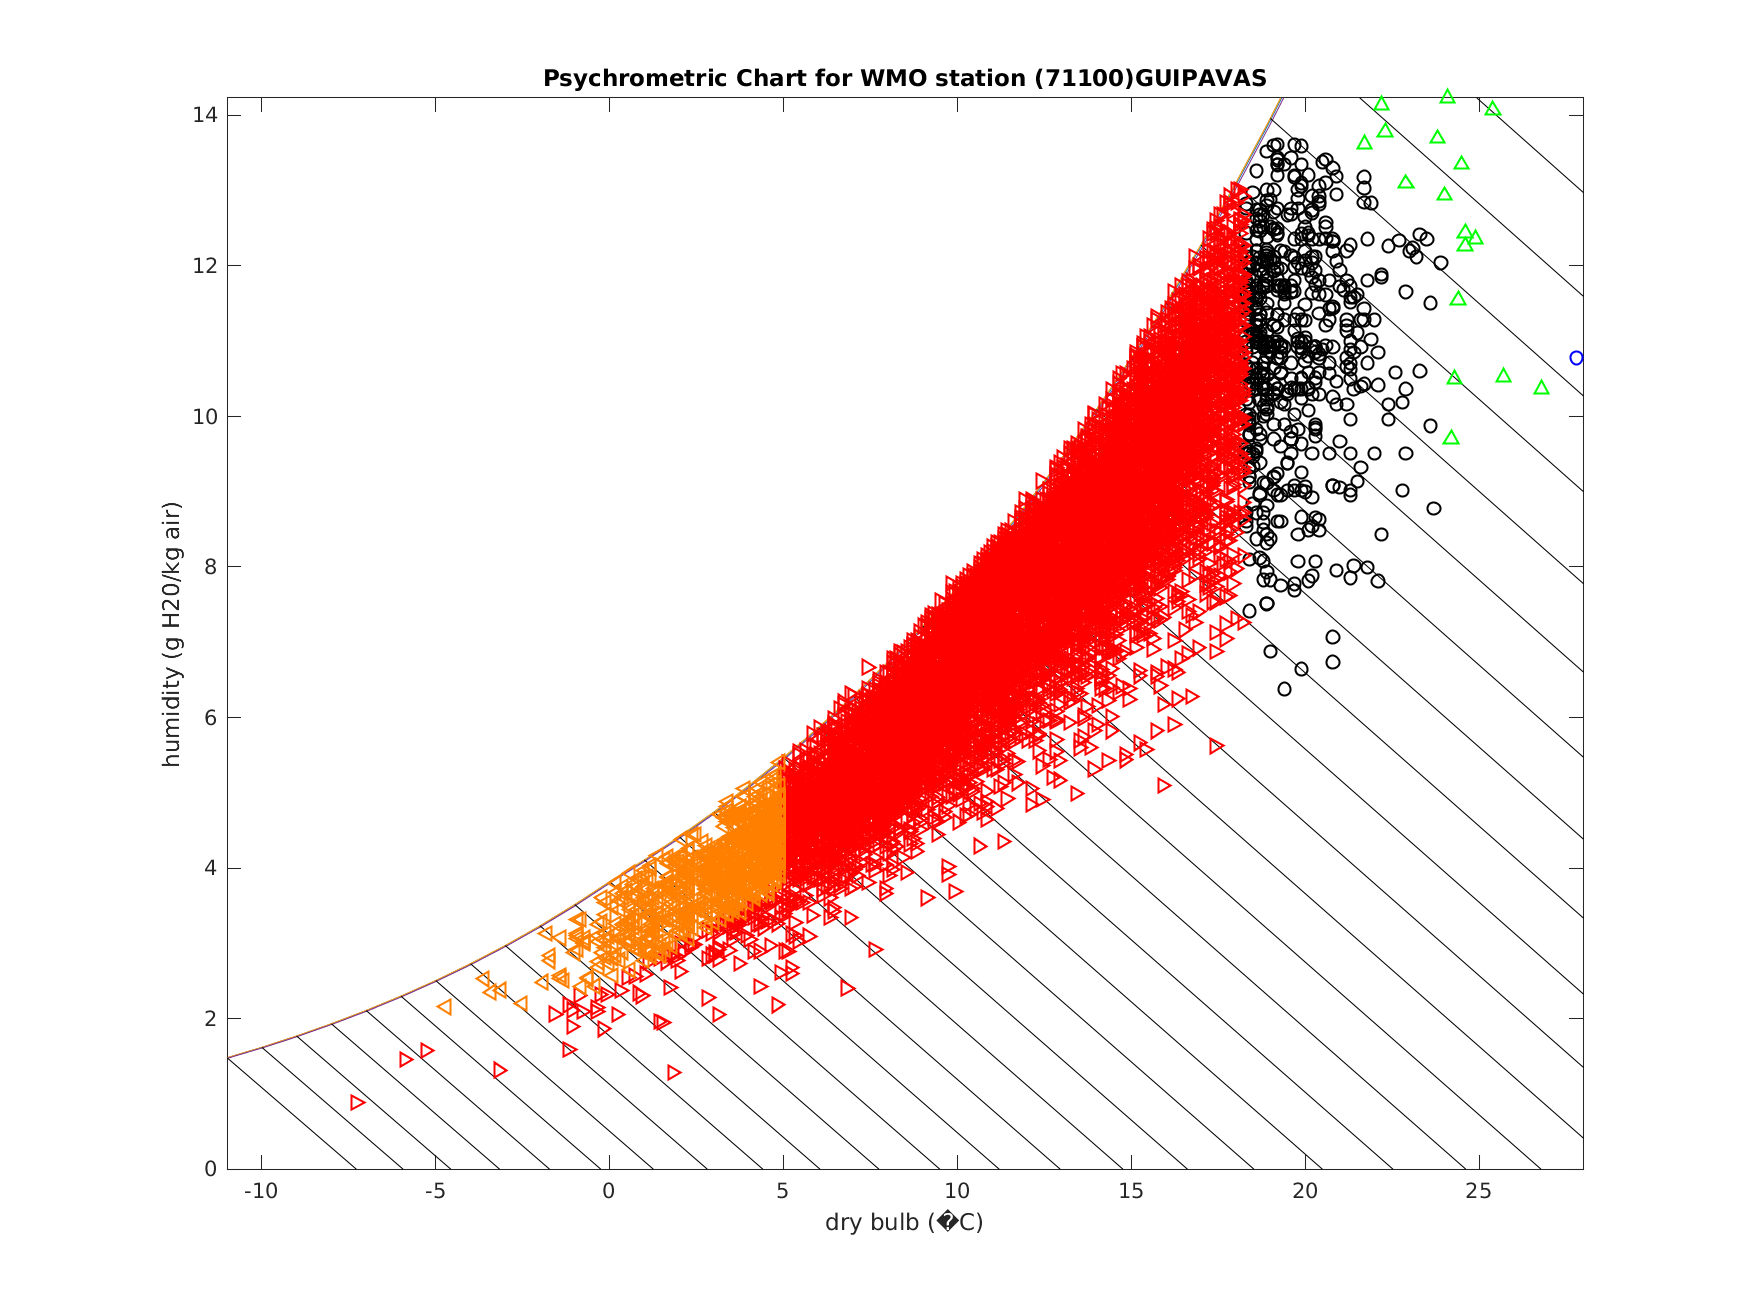 Psychrometric Chart for WMO station (71100)GUIPAVAS
14
12
10
8
6
4
2
0
humidity (g H20/kg air)
-10 -5 0 5 10 15 20 25
dry bulb (�C)